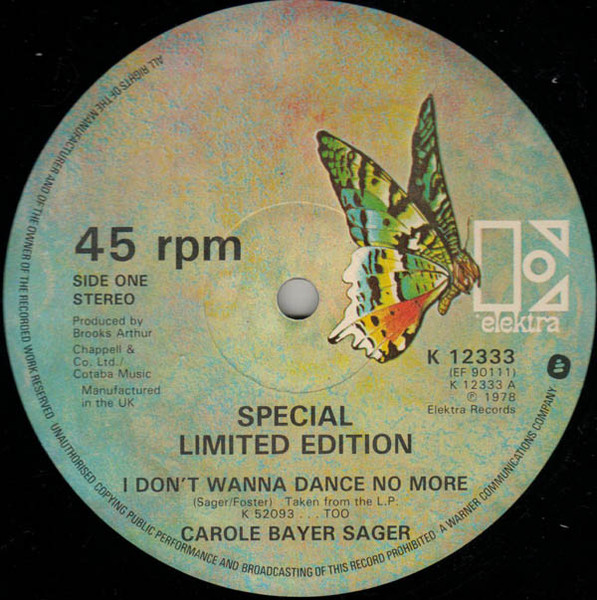 45 rpm
SIDE ONE
STEREO
Produced by
Brooks Arthur
Chappell &
Co. Ltd./
Cotaba Music
Manufactured
in the UK
elektra
K 12333
(EF 90111)
K 12333 A
℗ 1978
Elektra Records
SPECIAL
LIMITED EDITION
I DON'T WANNA DANCE NO MORE
(Sager/Foster) Taken from the L.P.
K 52093 . . . TOO
CAROLE BAYER SAGER
ALL RIGHTS OF THE MANUFACTURER AND OF THE OWNER OF THE RECORDED WORK RESERVED UNAUTHORISED COPYING PUBLIC PERFORMANCE AND BROADCASTING OF THIS RECORD PROHIBITED A WARNER COMMUNICATIONS COMPANY